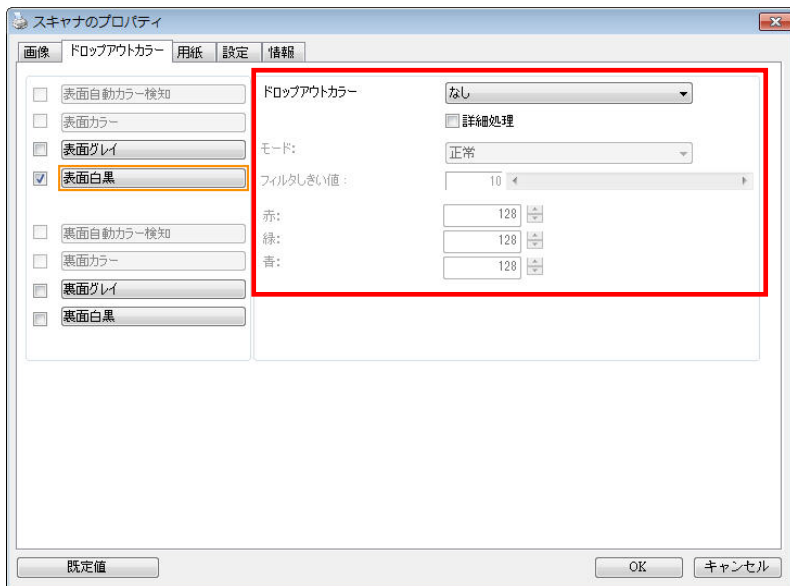 スキャナのプロパティ
画像 ドロップアウトカラー 用紙 設定 情報
表面自動カラー検知
表面カラー
表面グレイ
表面白黒
裏面自動カラー検知
裏面カラー
裏面グレイ
裏面白黒
ドロップアウトカラー なし
詳細処理
モード: 正常
フィルタしきい値: 10
赤: 128
緑: 128
青: 128
既定値 OK キャンセル